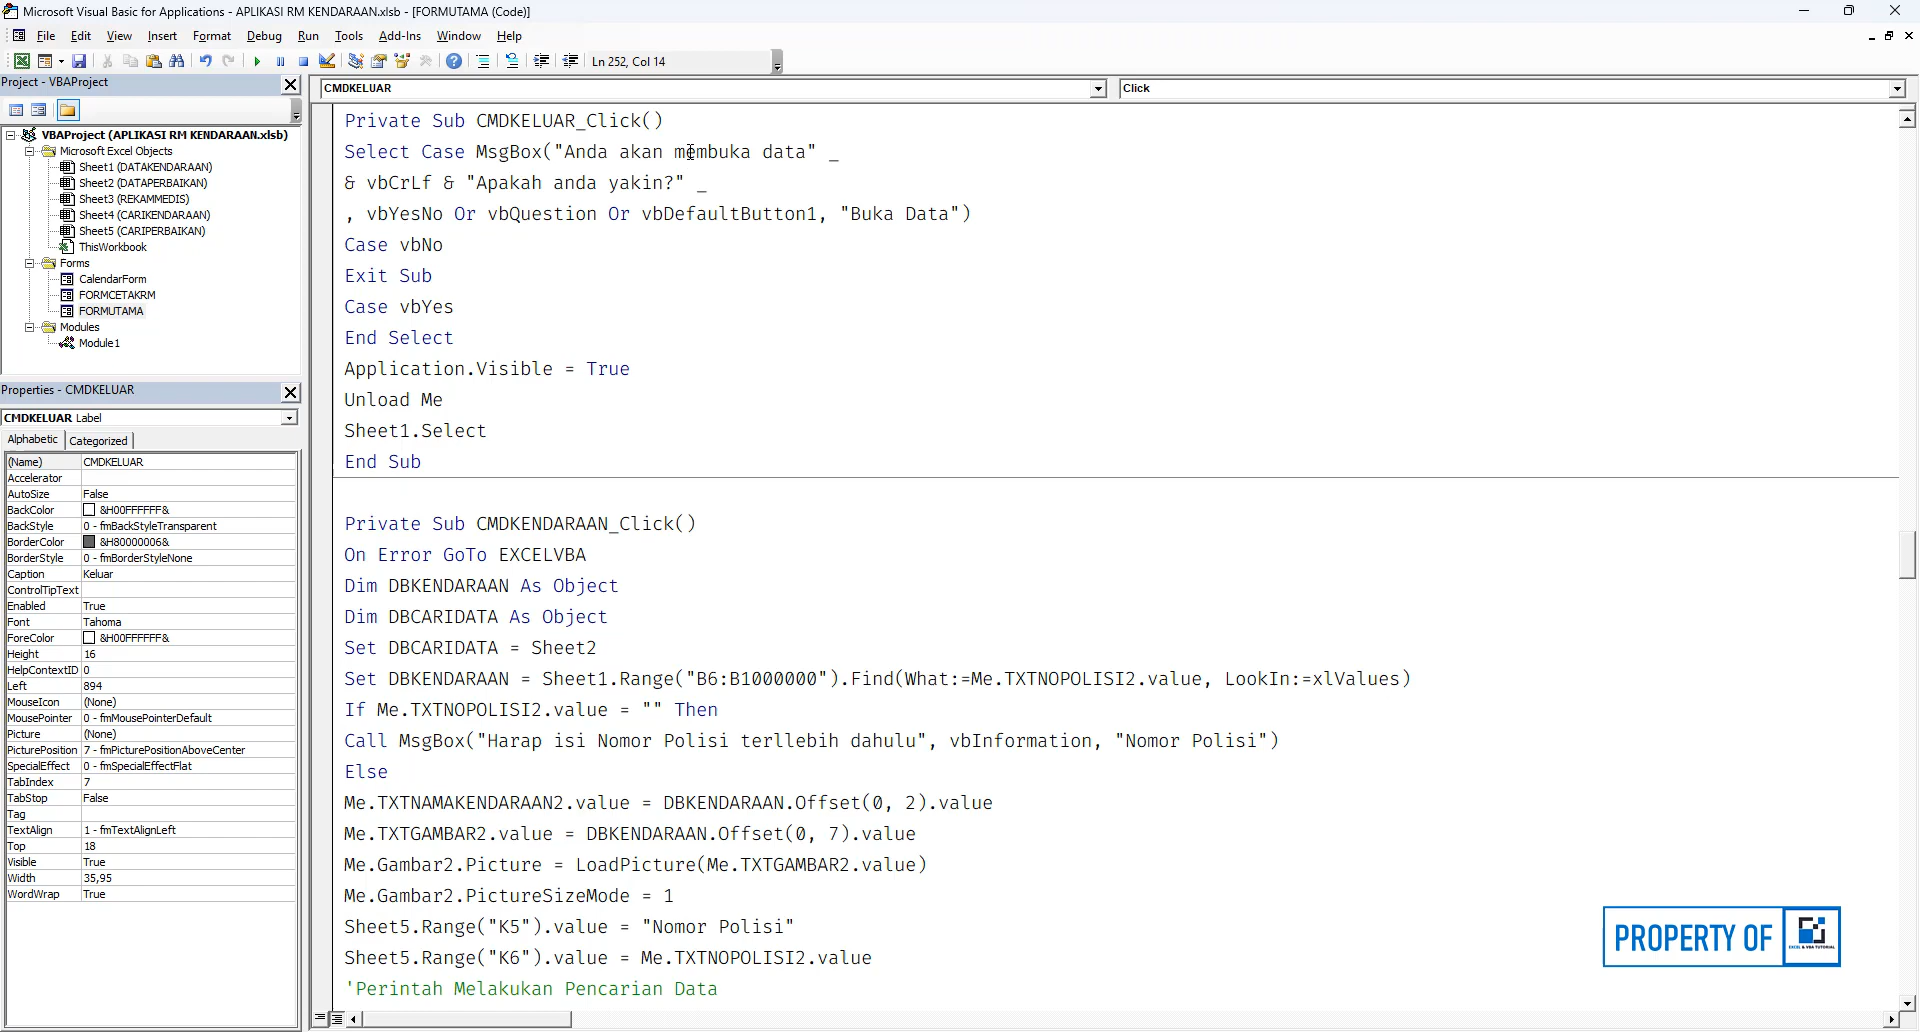 Microsoft Visual Basic for Applications - APLIKASI RM KENDARAAN.xlsb - [FORMUTAMA (Code)]
File Edit View Insert Format Debug Run Tools Add-Ins Window Help
Ln 252, Col 14
Project - VBAProject
VBAProject (APLIKASI RM KENDARAAN.xlsb)
Microsoft Excel Objects
Sheet1 (DATAKENDARAAN)
Sheet2 (DATAPERBAIKAN)
Sheet3 (REKAMMEDIS)
Sheet4 (CARIKENDARAAN)
Sheet5 (CARIPERBAIKAN)
ThisWorkbook
Forms
CalendarForm
FORMCETAKRM
FORMUTAMA
Modules
Module1
Properties - CMDKELUAR
CMDKELUAR Label
Alphabetic Categorized
(Name) CMDKELUAR
Accelerator
AutoSize False
BackColor &H00FFFFFF&
BackStyle 0 - fmBackStyleTransparent
BorderColor &H80000006&
BorderStyle 0 - fmBorderStyleNone
Caption Keluar
ControlTipText
Enabled True
Font Tahoma
ForeColor &H00FFFFFF&
Height 16
HelpContextID 0
Left 894
MouseIcon (None)
MousePointer 0 - fmMousePointerDefault
Picture (None)
PicturePosition 7 - fmPicturePositionAboveCenter
SpecialEffect 0 - fmSpecialEffectFlat
TabIndex 7
TabStop False
Tag
TextAlign 1 - fmTextAlignLeft
Top 18
Visible True
Width 35,95
WordWrap True
CMDKELUAR Click
Private Sub CMDKELUAR_Click()
Select Case MsgBox("Anda akan membuka data" _
& vbCrLf & "Apakah anda yakin?" _
, vbYesNo Or vbQuestion Or vbDefaultButton1, "Buka Data")
Case vbNo
Exit Sub
Case vbYes
End Select
Application.Visible = True
Unload Me
Sheet1.Select
End Sub
Private Sub CMDKENDARAAN_Click()
On Error GoTo EXCELVBA
Dim DBKENDARAAN As Object
Dim DBCARIDATA As Object
Set DBCARIDATA = Sheet2
Set DBKENDARAAN = Sheet1.Range("B6:B1000000").Find(What:=Me.TXTNOPOLISI2.value, LookIn:=xlValues)
If Me.TXTNOPOLISI2.value = "" Then
Call MsgBox("Harap isi Nomor Polisi terllebih dahulu", vbInformation, "Nomor Polisi")
Else
Me.TXTNAMAKENDARAAN2.value = DBKENDARAAN.Offset(0, 2).value
Me.TXTGAMBAR2.value = DBKENDARAAN.Offset(0, 7).value
Me.Gambar2.Picture = LoadPicture(Me.TXTGAMBAR2.value)
Me.Gambar2.PictureSizeMode = 1
Sheet5.Range("K5").value = "Nomor Polisi"
Sheet5.Range("K6").value = Me.TXTNOPOLISI2.value
'Perintah Melakukan Pencarian Data
PROPERTY OF
EXCEL & VBA TUTORIAL